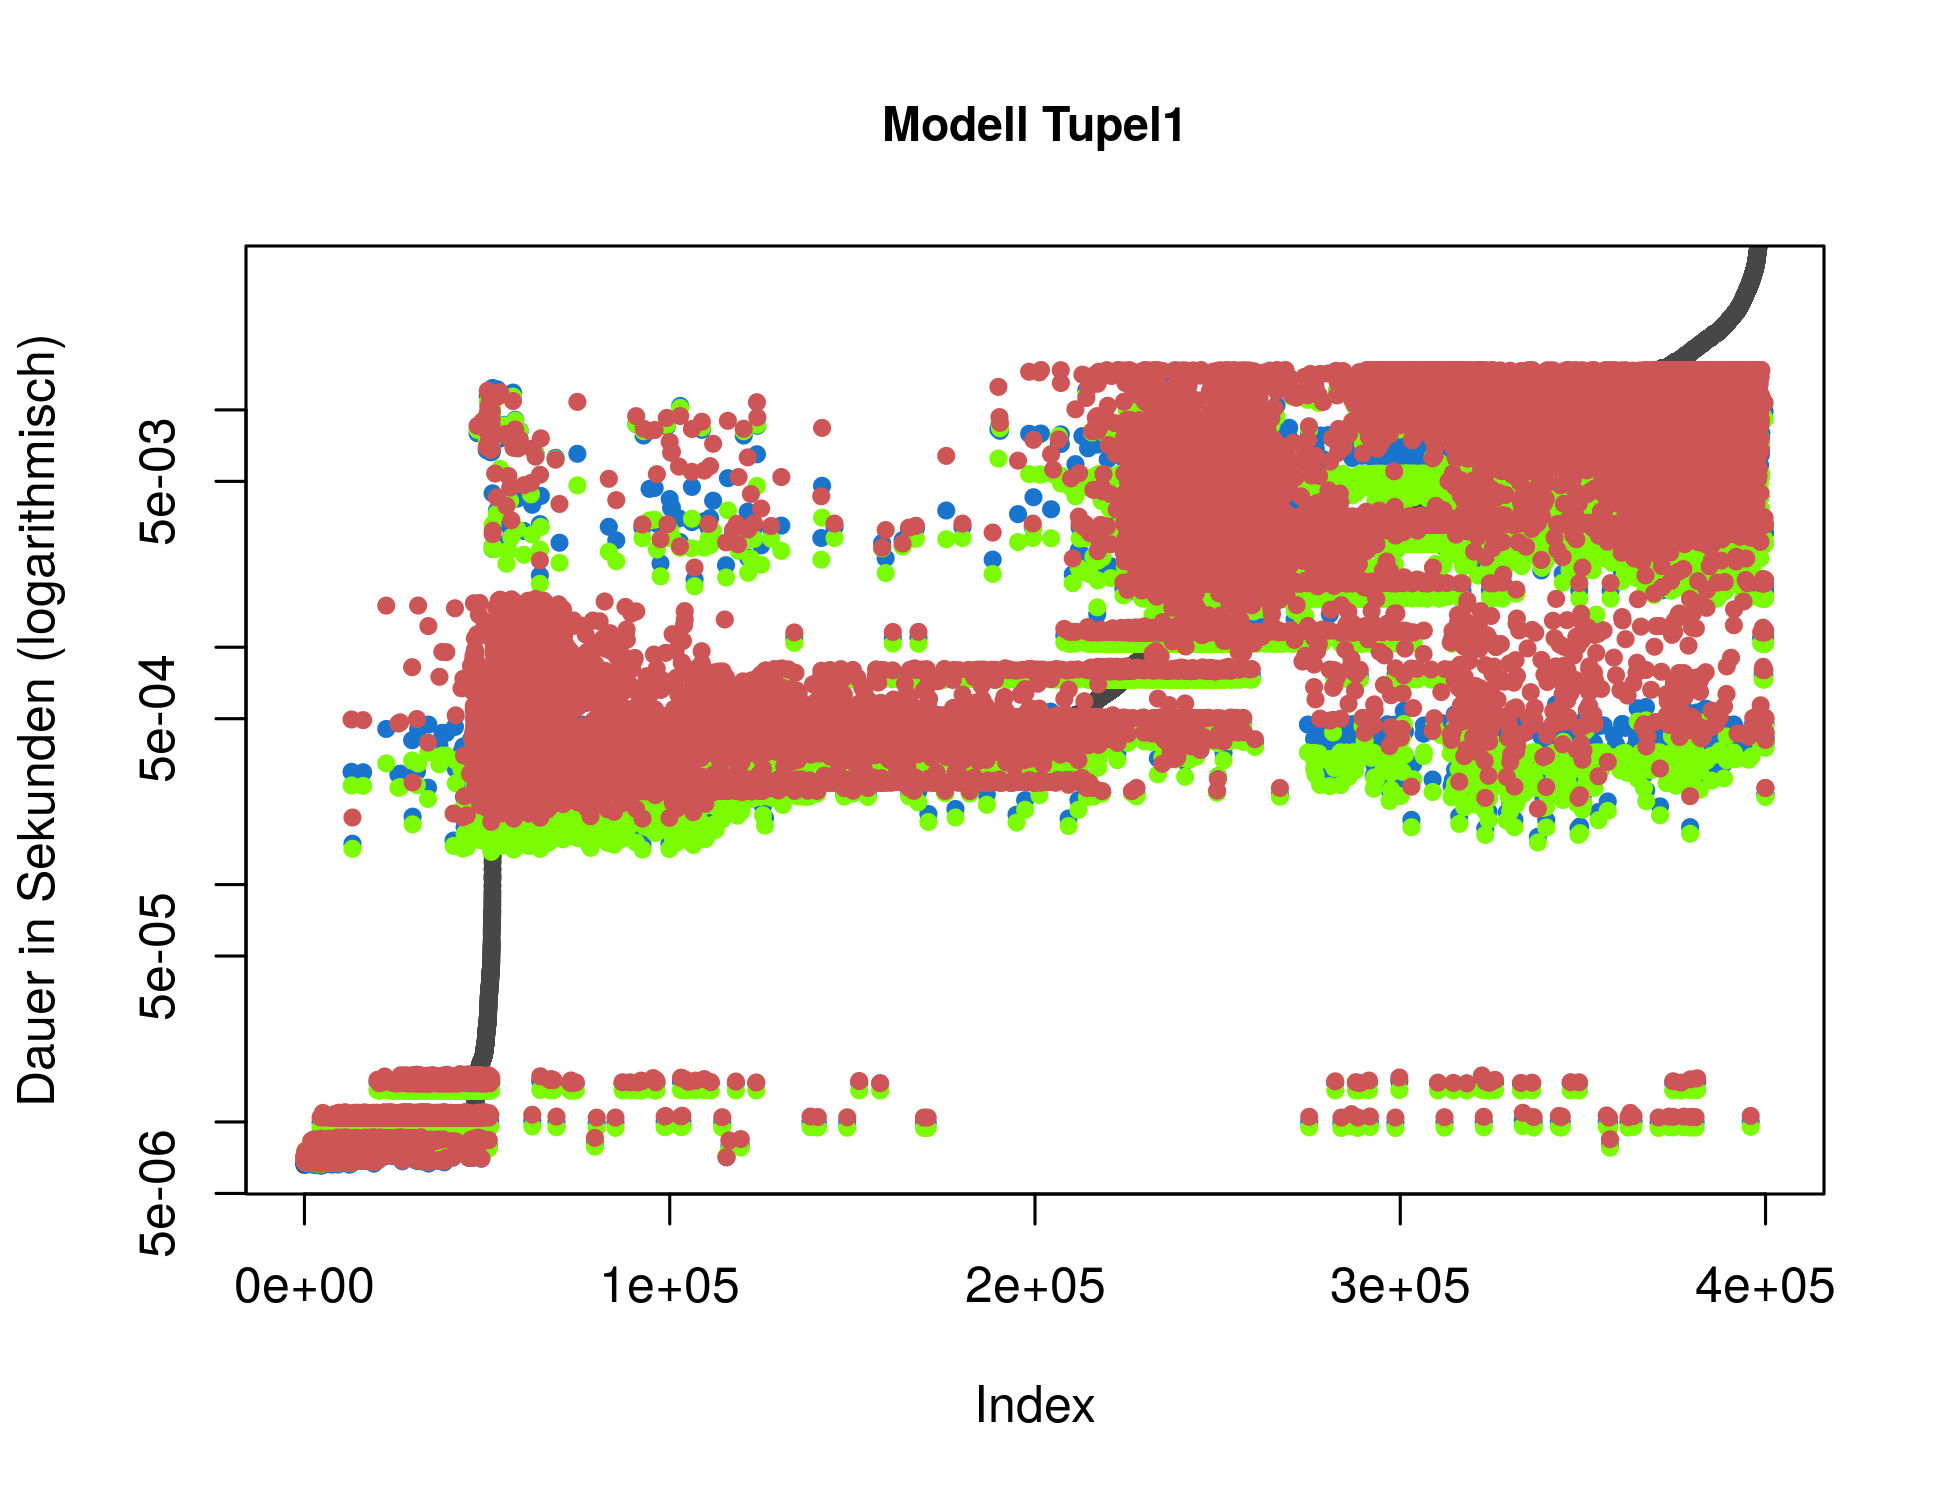 Modell Tupel1
Dauer in Sekunden (logarithmisch)
5e-03
5e-04
5e-05
5e-06
0e+00 1e+05 2e+05 3e+05 4e+05
Index